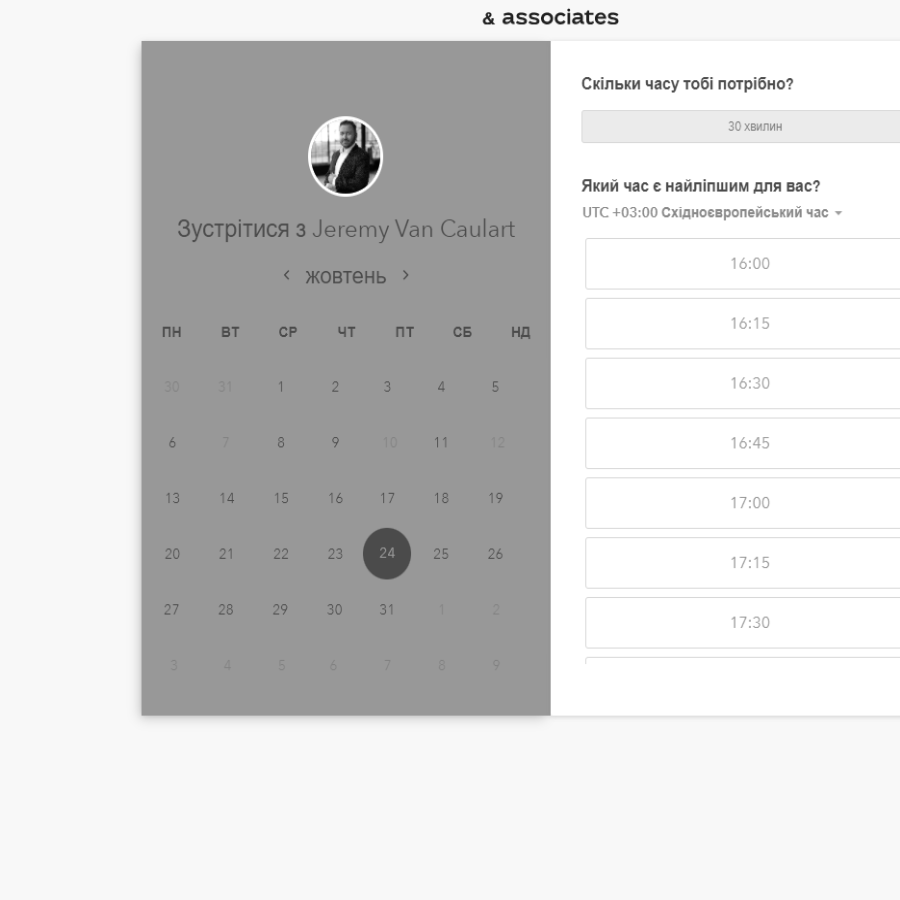 & associates
Зустрітися з Jeremy Van Caulart
жовтень
ПН ВТ СР ЧТ ПТ СБ НД
30 31 1 2 3 4 5
6 7 8 9 10 11 12
13 14 15 16 17 18 19
20 21 22 23 24 25 26
27 28 29 30 31 1 2
3 4 5 6 7 8 9
Скільки часу тобі потрібно?
30 хвилин
Який час є найліпшим для вас?
UTC +03:00 Східноєвропейський час
16:00
16:15
16:30
16:45
17:00
17:15
17:30